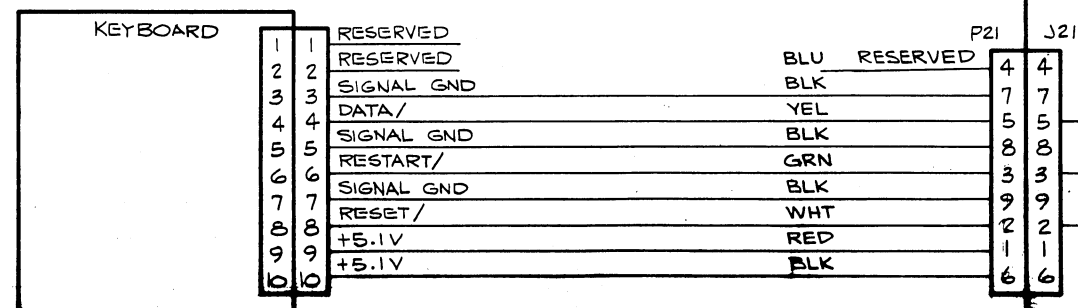 KEYBOARD P21 J21
1 1 RESERVED
2 2 RESERVED BLU RESERVED 4 4
3 3 SIGNAL GND BLK 7 7
4 4 DATA/ YEL 5 5
5 5 SIGNAL GND BLK 8 8
6 6 RESTART/ GRN 3 3
7 7 SIGNAL GND BLK 9 9
8 8 RESET/ WHT 2 2
9 9 +5.1V RED 1 1
10 10 +5.1V BLK 6 6